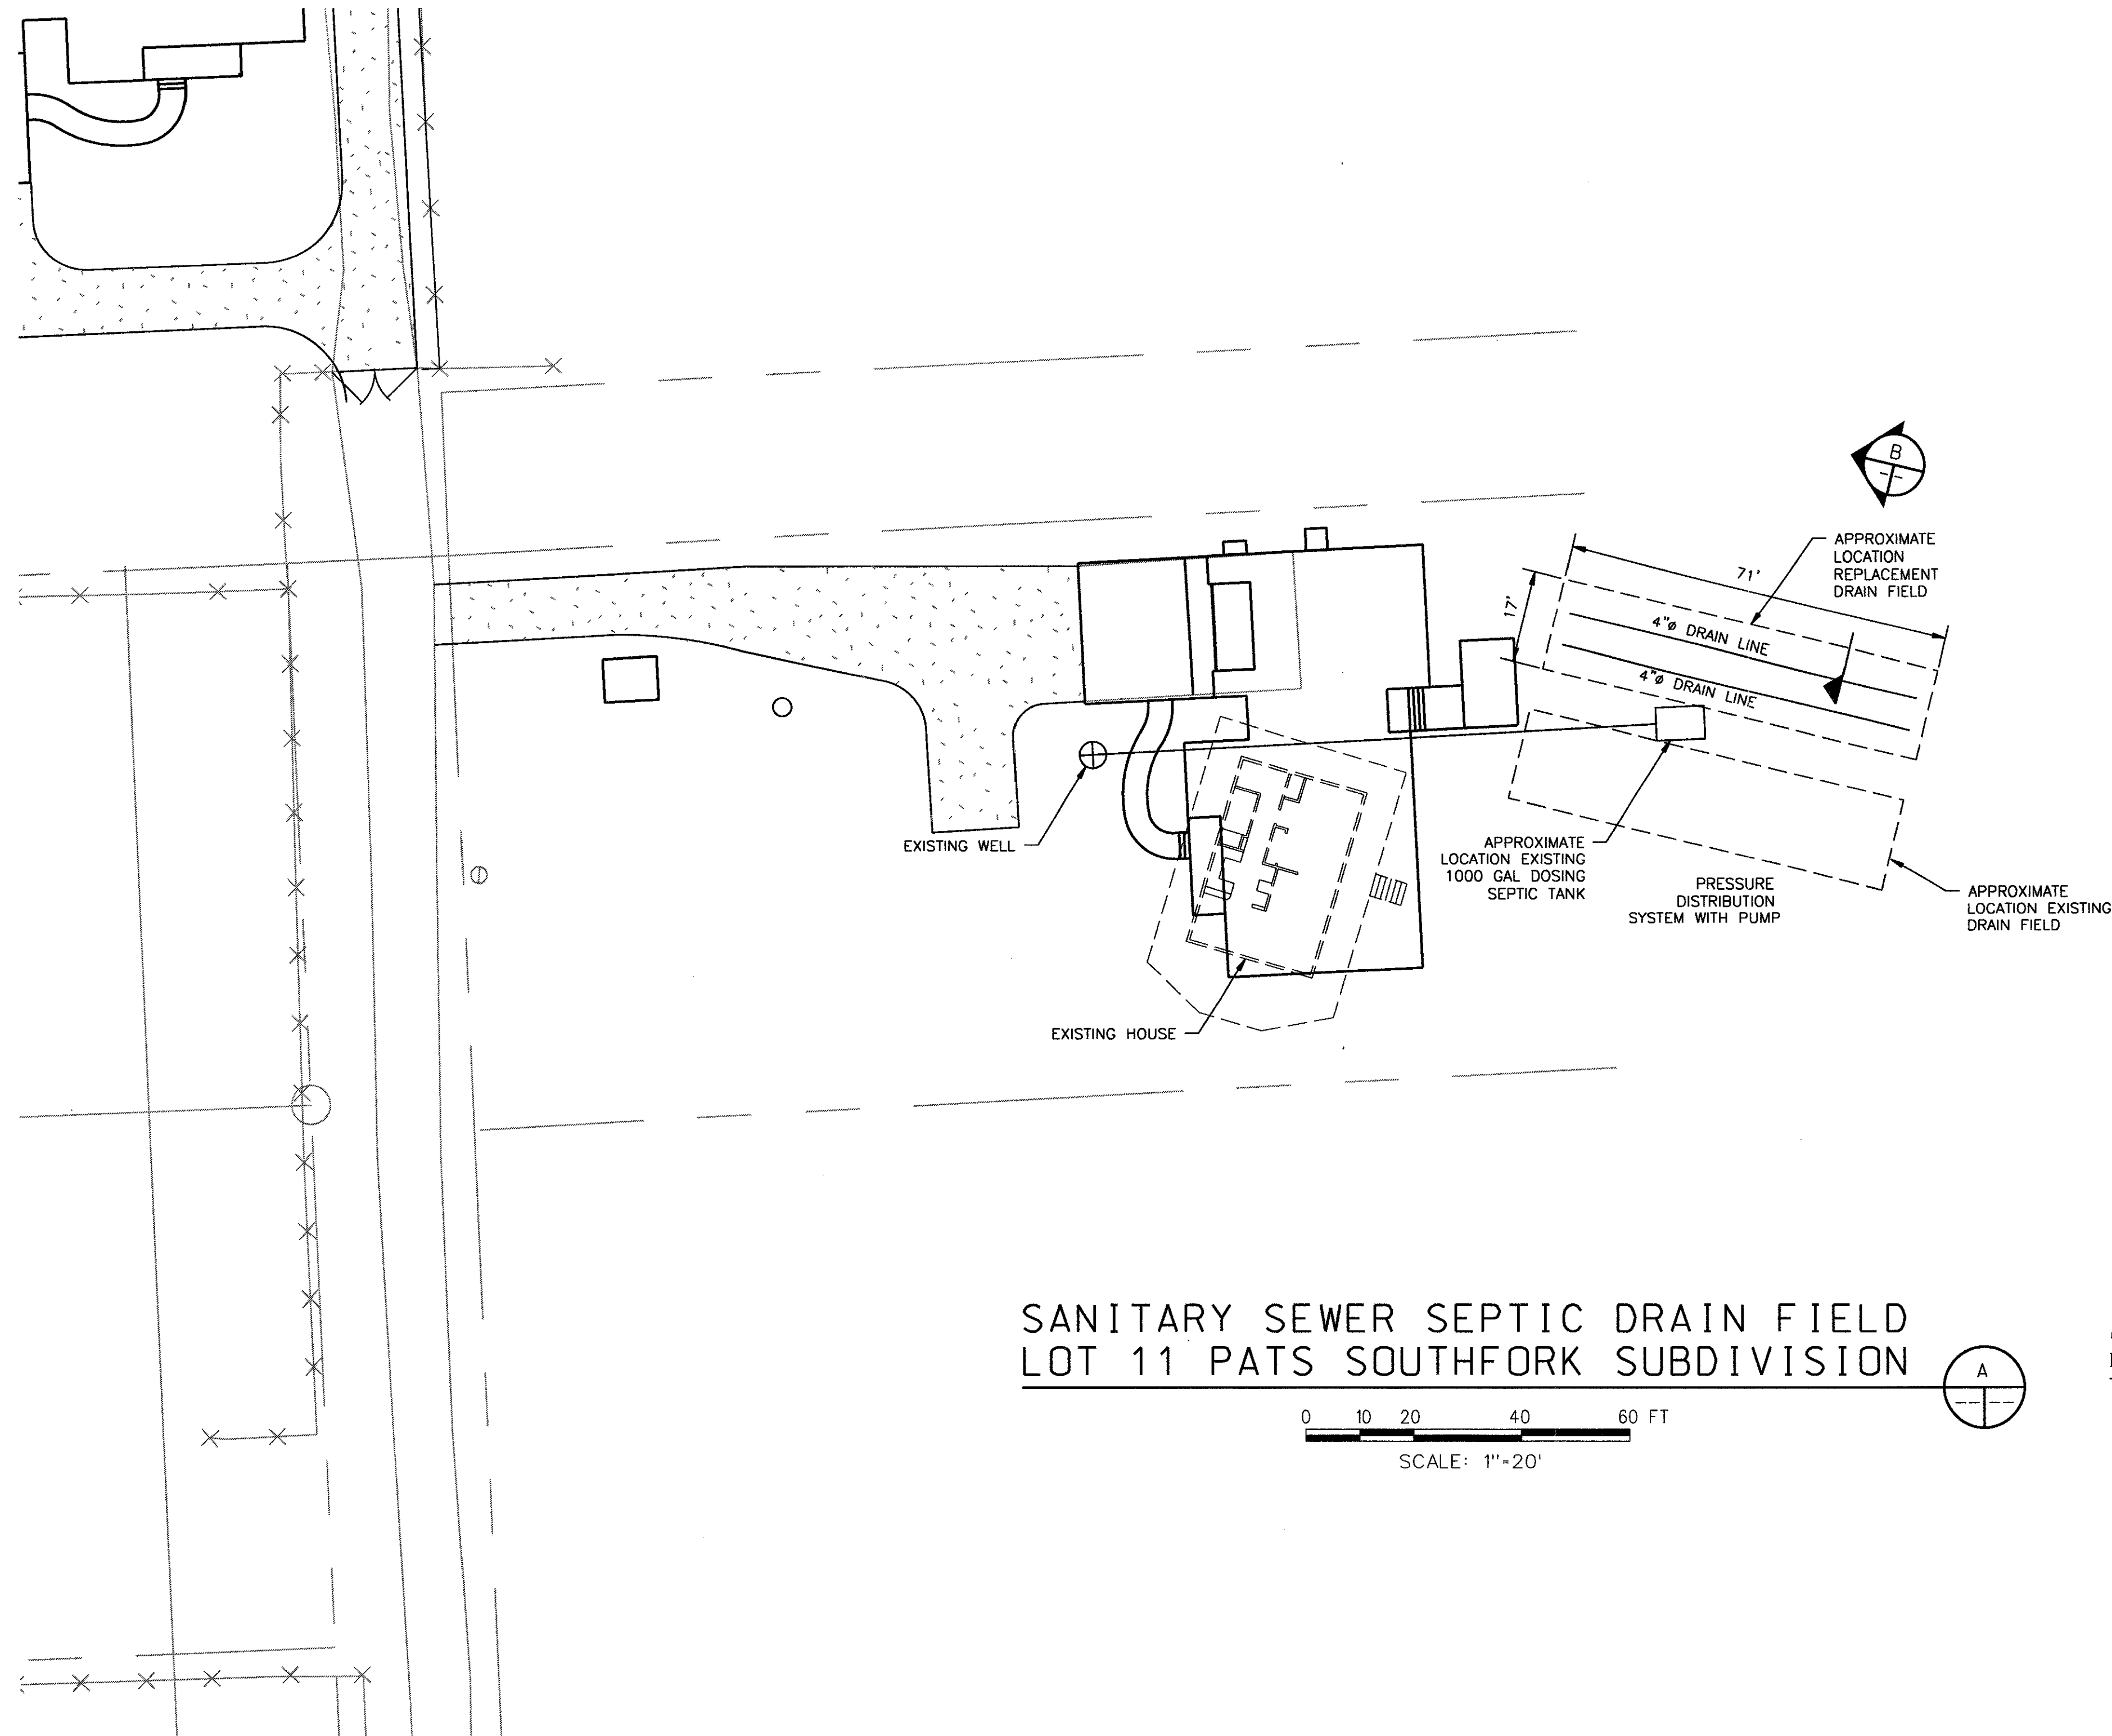 B
APPROXIMATE
LOCATION
REPLACEMENT
DRAIN FIELD
71'
17'
4"ø DRAIN LINE
4"ø DRAIN LINE
EXISTING WELL
APPROXIMATE
LOCATION EXISTING
1000 GAL DOSING
SEPTIC TANK
PRESSURE
DISTRIBUTION
SYSTEM WITH PUMP
APPROXIMATE
LOCATION EXISTING
DRAIN FIELD
EXISTING HOUSE
SANITARY SEWER SEPTIC DRAIN FIELD
LOT 11 PATS SOUTHFORK SUBDIVISION
A
0 10 20 40 60 FT
SCALE: 1"=20'